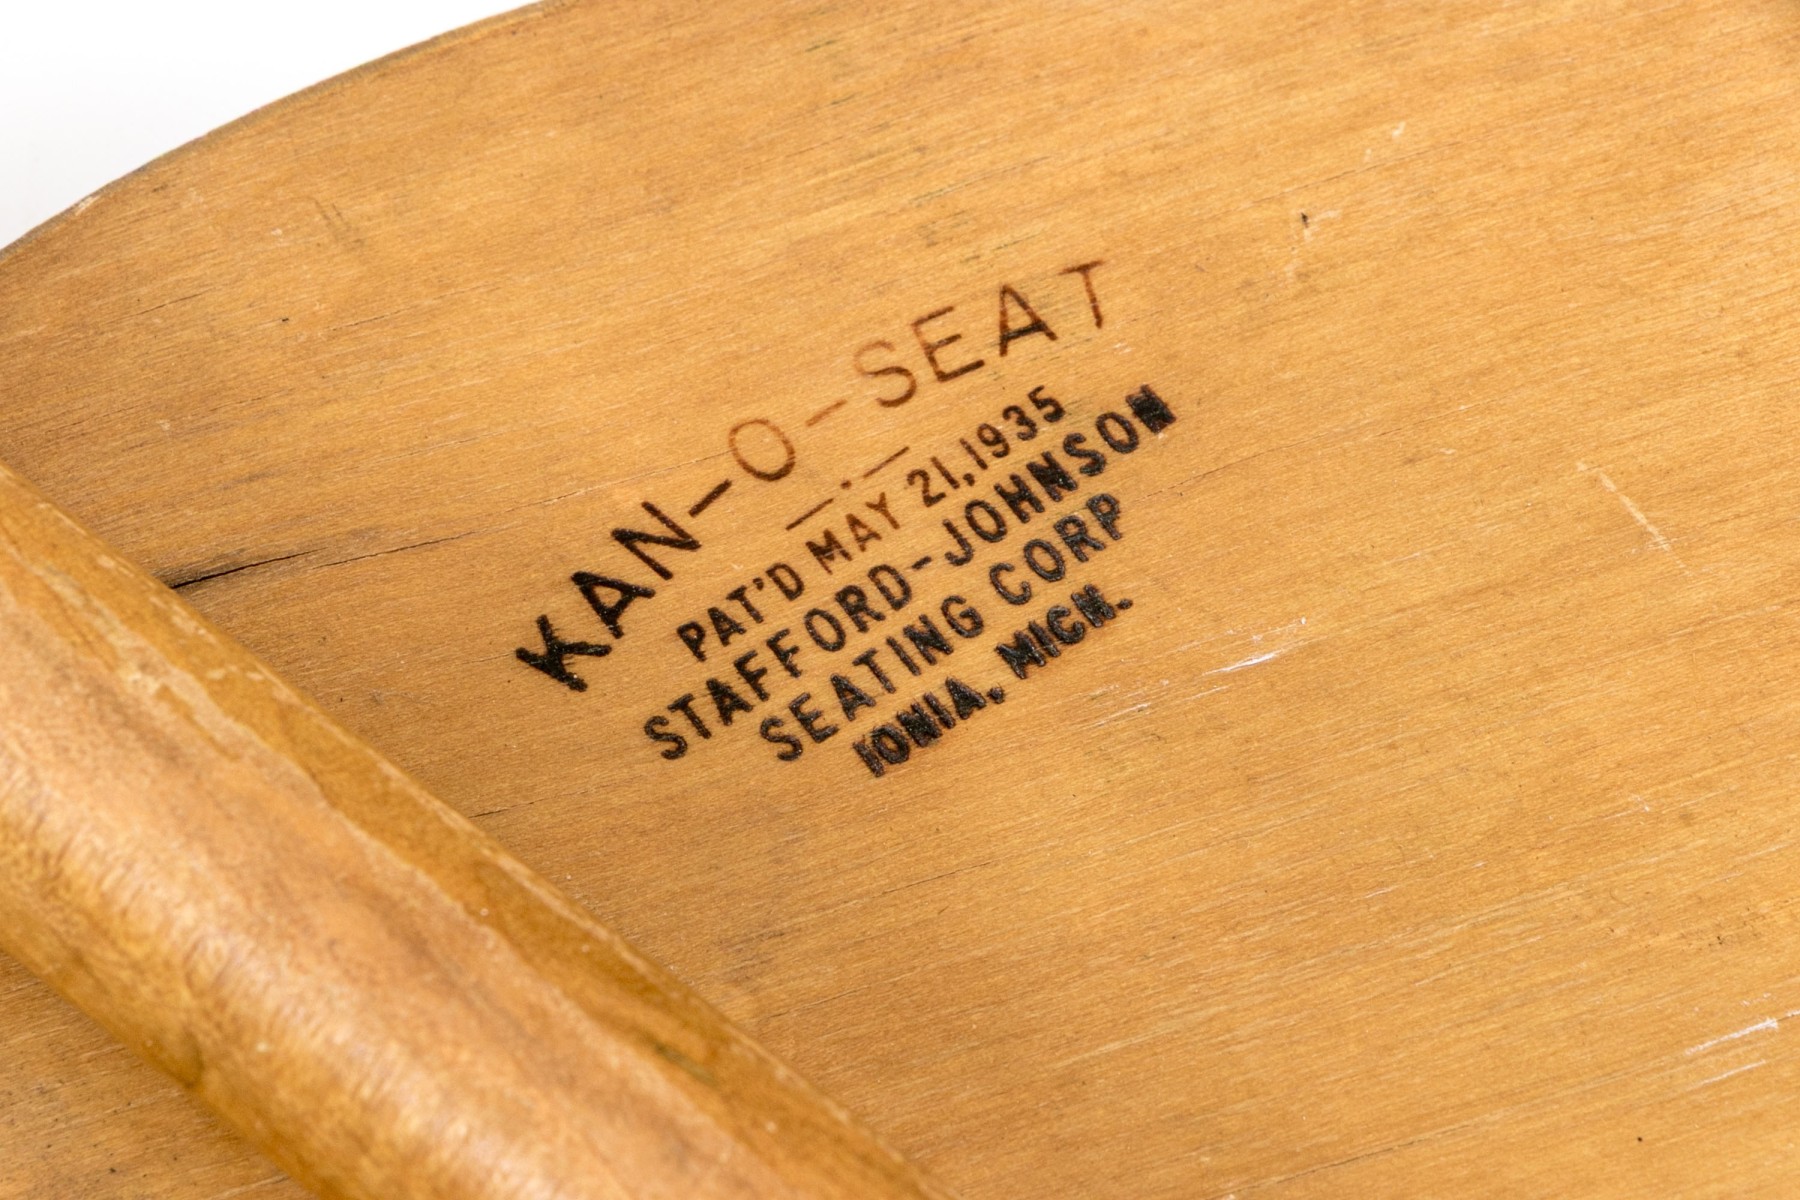 KAN-O-SEAT
PAT'D MAY 21, 1935
STAFFORD-JOHNSON
SEATING CORP
IONIA, MICH.